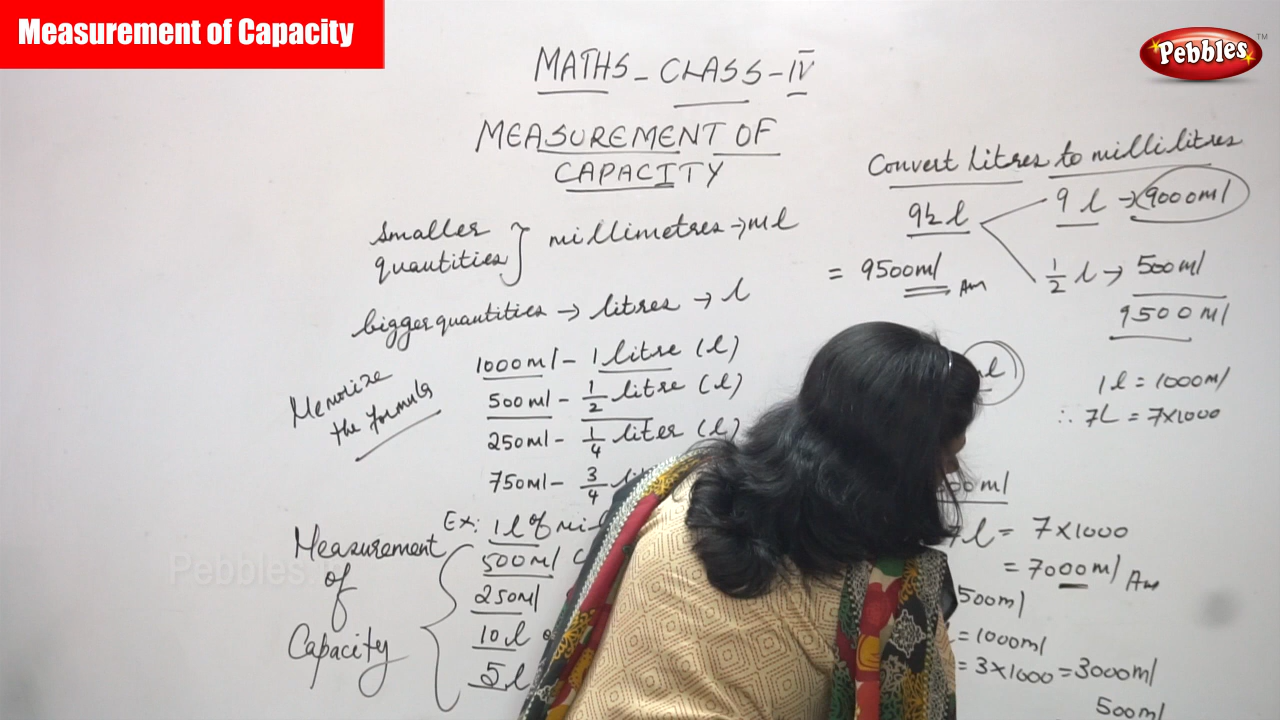 Measurement of Capacity
Pebbles
TM
MATHS - CLASS - IV
MEASUREMENT OF
CAPACITY
smaller
quantities } millimetres → ml
bigger quantities → litres → l
Memorize
the formula
1000ml - 1 litre (l)
500ml - 1/2 litre (l)
250ml - 1/4 liter (l)
750ml - 3/4
Measurement
of
Capacity
Ex: 1l of
500ml
250ml
10l
5l
Convert litres to millilitres
9½ l
9 l → 9000ml
1/2 l → 500ml
9500ml
= 9500ml Ans
1l = 1000ml
∴ 7L = 7×1000
7l = 7×1000
= 7000ml Ans
500ml
= 1000ml
= 3×1000 = 3000ml
500ml
Pebbles